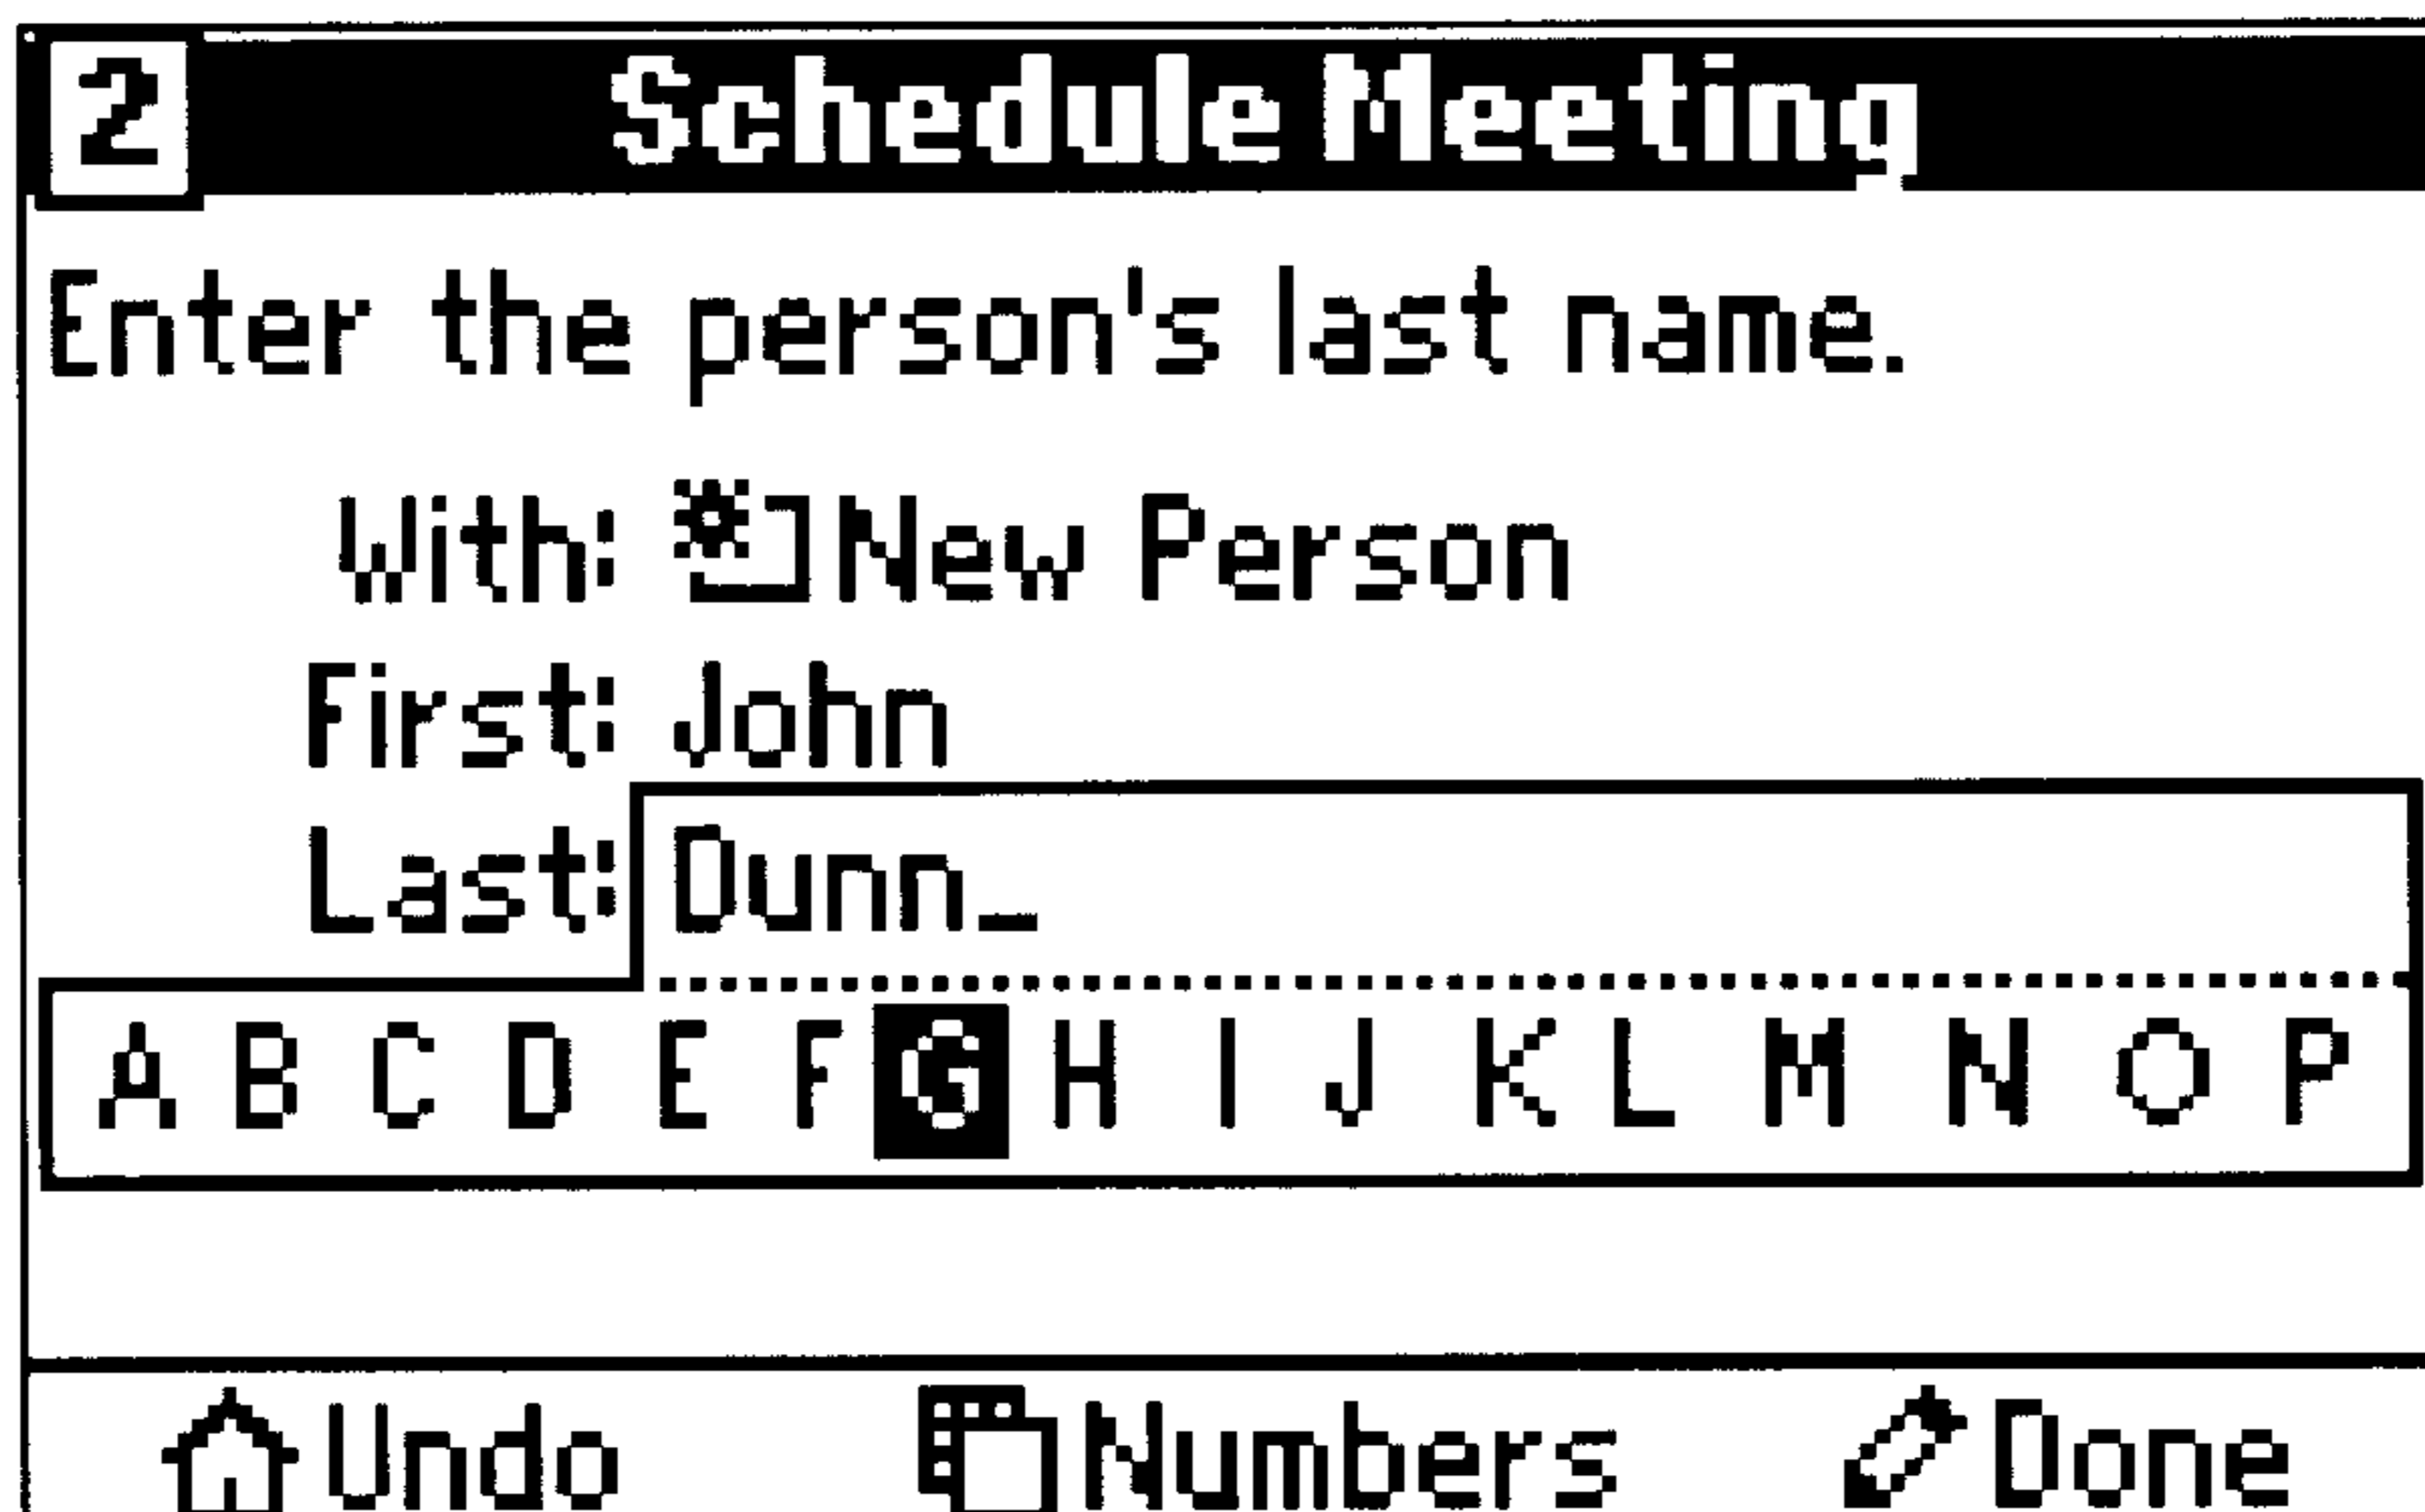 2 Schedule Meeting
Enter the person's last name.
With: New Person
First: John
Last: Dunn_
A B C D E F G H I J K L M N O P
Undo Numbers Done